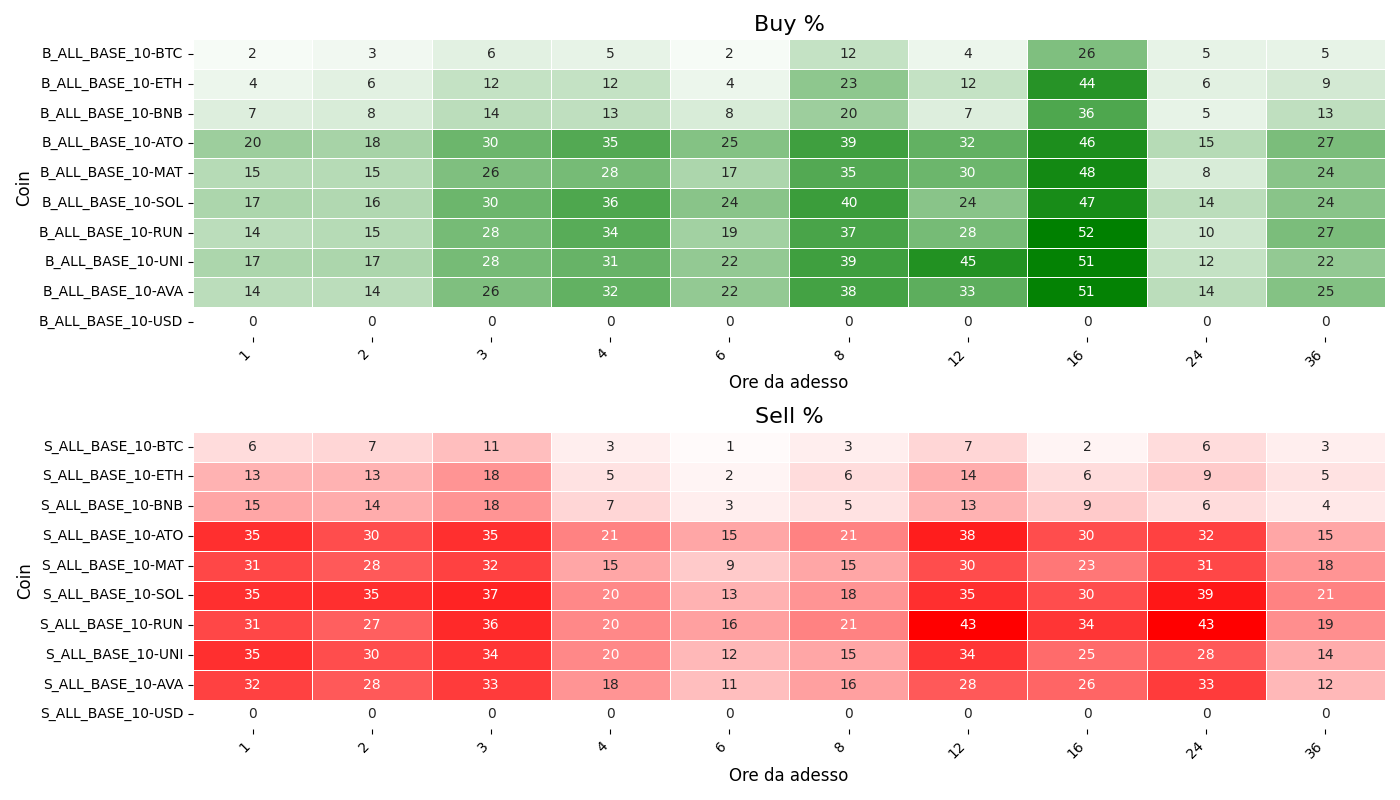 Buy %
Coin
B_ALL_BASE_10-BTC 2 3 6 5 2 12 4 26 5 5
B_ALL_BASE_10-ETH 4 6 12 12 4 23 12 44 6 9
B_ALL_BASE_10-BNB 7 8 14 13 8 20 7 36 5 13
B_ALL_BASE_10-ATO 20 18 30 35 25 39 32 46 15 27
B_ALL_BASE_10-MAT 15 15 26 28 17 35 30 48 8 24
B_ALL_BASE_10-SOL 17 16 30 36 24 40 24 47 14 24
B_ALL_BASE_10-RUN 14 15 28 34 19 37 28 52 10 27
B_ALL_BASE_10-UNI 17 17 28 31 22 39 45 51 12 22
B_ALL_BASE_10-AVA 14 14 26 32 22 38 33 51 14 25
B_ALL_BASE_10-USD 0 0 0 0 0 0 0 0 0 0
1 2 3 4 6 8 12 16 24 36
Ore da adesso
Sell %
Coin
S_ALL_BASE_10-BTC 6 7 11 3 1 3 7 2 6 3
S_ALL_BASE_10-ETH 13 13 18 5 2 6 14 6 9 5
S_ALL_BASE_10-BNB 15 14 18 7 3 5 13 9 6 4
S_ALL_BASE_10-ATO 35 30 35 21 15 21 38 30 32 15
S_ALL_BASE_10-MAT 31 28 32 15 9 15 30 23 31 18
S_ALL_BASE_10-SOL 35 35 37 20 13 18 35 30 39 21
S_ALL_BASE_10-RUN 31 27 36 20 16 21 43 34 43 19
S_ALL_BASE_10-UNI 35 30 34 20 12 15 34 25 28 14
S_ALL_BASE_10-AVA 32 28 33 18 11 16 28 26 33 12
S_ALL_BASE_10-USD 0 0 0 0 0 0 0 0 0 0
1 2 3 4 6 8 12 16 24 36
Ore da adesso